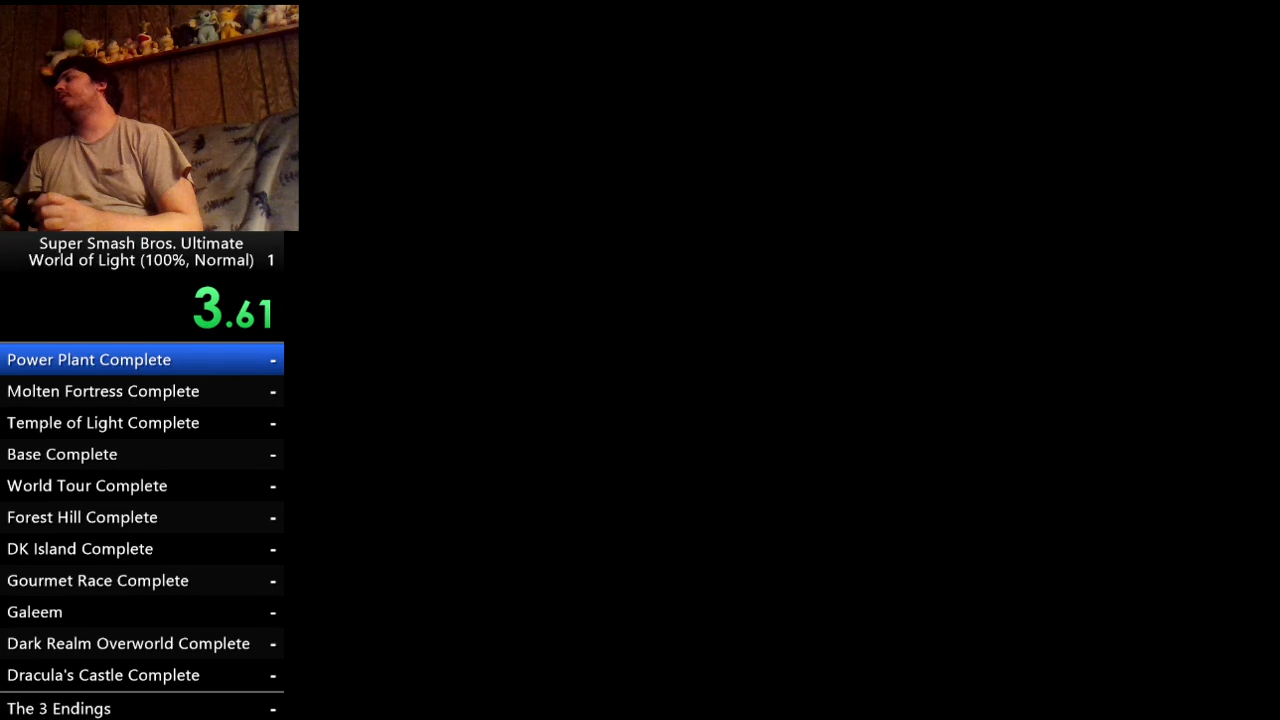 Super Smash Bros. Ultimate
World of Light (100%, Normal) 1
3.61
Power Plant Complete -
Molten Fortress Complete -
Temple of Light Complete -
Base Complete -
World Tour Complete -
Forest Hill Complete -
DK Island Complete -
Gourmet Race Complete -
Galeem -
Dark Realm Overworld Complete -
Dracula's Castle Complete -
The 3 Endings -